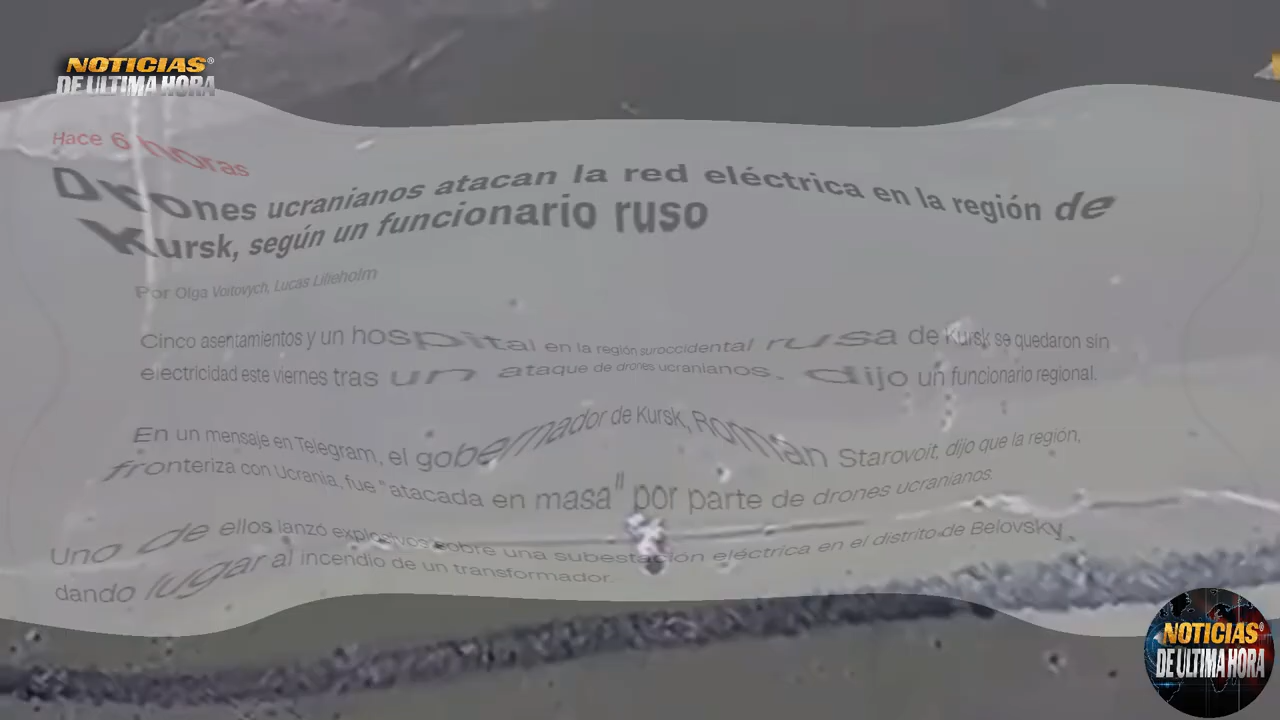 NOTICIAS®
DE ULTIMA HORA
Hace 6 horas
Drones ucranianos atacan la red eléctrica en la región de
Kursk, según un funcionario ruso
Por Olga Voitovych, Lucas Lilieholm
Cinco asentamientos y un hospital en la región suroccidental rusa de Kursk se quedaron sin
electricidad este viernes tras un ataque de drones ucranianos, dijo un funcionario regional.
En un mensaje en Telegram, el gobernador de Kursk, Roman Starovoit, dijo que la región,
fronteriza con Ucrania, fue "atacada en masa" por parte de drones ucranianos.
Uno de ellos lanzó explosivos sobre una subestación eléctrica en el distrito de Belovsky,
dando lugar al incendio de un transformador.
NOTICIAS®
DE ULTIMA HORA